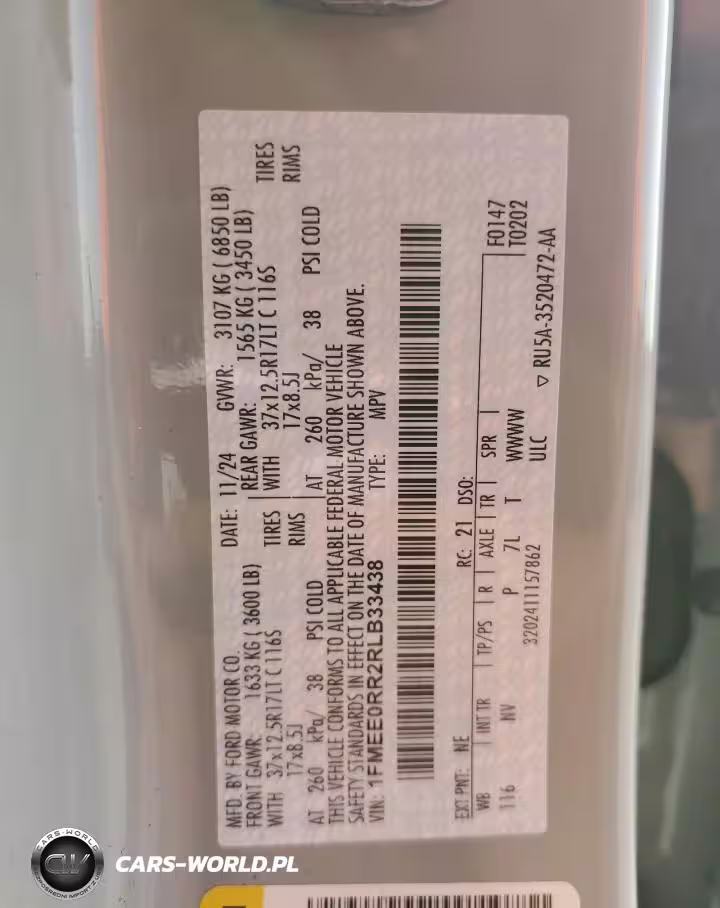 MFD. BY FORD MOTOR CO. DATE: 11/24 GVWR: 3107 KG ( 6850 LB)
FRONT GAWR: 1633 KG ( 3600 LB) REAR GAWR: 1565 KG ( 3450 LB)
WITH 37x12.5R17LT C 116S TIRES WITH 37x12.5R17LT C 116S TIRES
17x8.5J RIMS 17x8.5J RIMS
AT 260 kPa/ 38 PSI COLD AT 260 kPa/ 38 PSI COLD
THIS VEHICLE CONFORMS TO ALL APPLICABLE FEDERAL MOTOR VEHICLE
SAFETY STANDARDS IN EFFECT ON THE DATE OF MANUFACTURE SHOWN ABOVE.
VIN: 1FMEE0RR2RLB33438 TYPE: MPV
EXT PNT: NE RC: 21 DSO:
WB INT TR TP/PS R AXLE TR SPR F0147
116 NV P 7L T WWWW T0202
3202411157862 ULC
▽ RU5A-3520472-AA
CARS-WORLD
CW
CARS-WORLD.PL